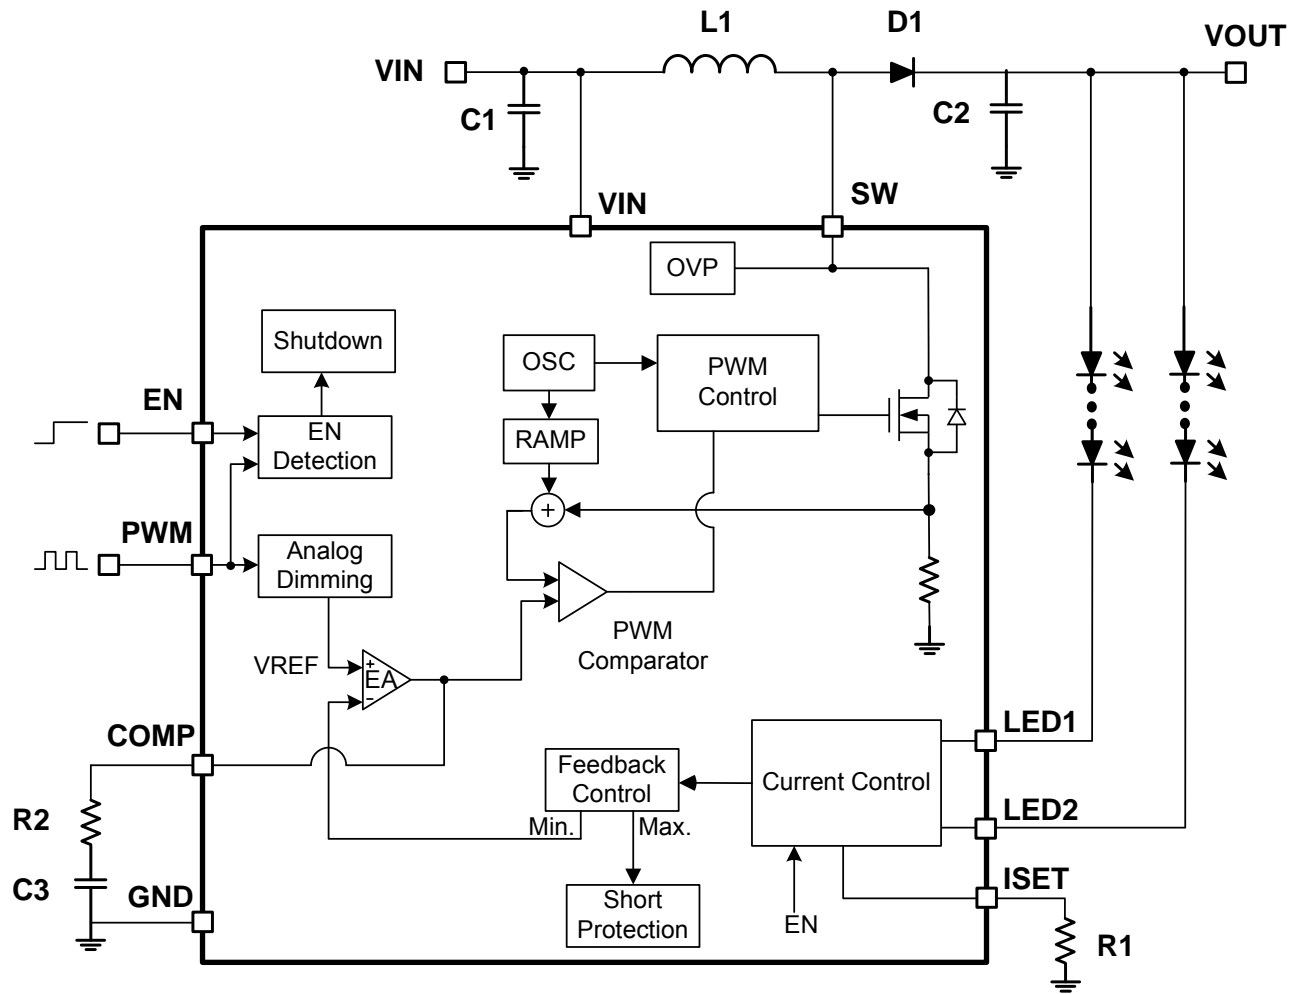 L1
D1
VOUT
VIN
C1
C2
VIN
SW
OVP
Shutdown
OSC
PWM
Control
EN
EN
Detection
RAMP
+
PWM
Analog
Dimming
PWM
Comparator
VREF
+
EA
-
COMP
LED1
Feedback
Control
Current Control
R2
Min.
Max.
LED2
C3
GND
ISET
Short
Protection
EN
R1